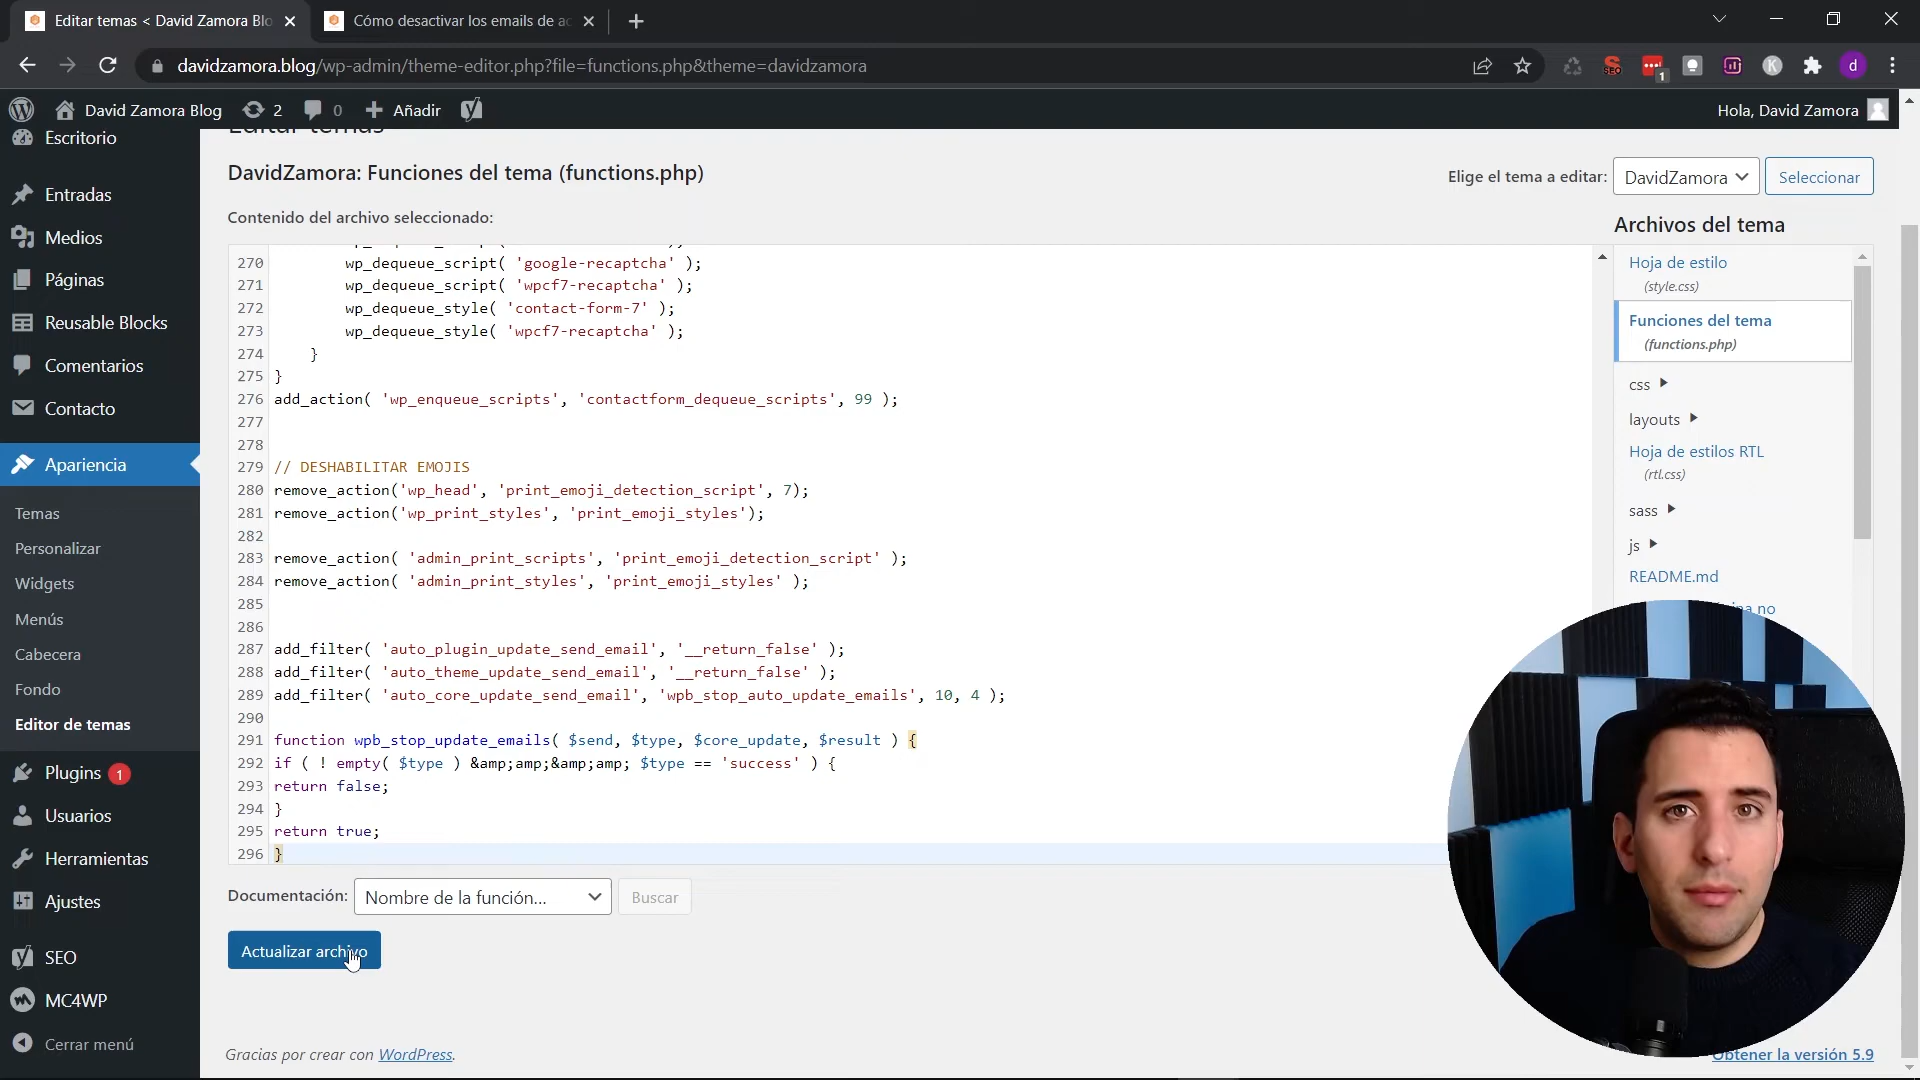 Editar temas < David Zamora Blo
Cómo desactivar los emails de ac
davidzamora.blog/wp-admin/theme-editor.php?file=functions.php&theme=davidzamora
SEO
1
K
d
David Zamora Blog
2
0
Añadir
Hola, David Zamora
Escritorio
Entradas
Medios
Páginas
Reusable Blocks
Comentarios
Contacto
Apariencia
Temas
Personalizar
Widgets
Menús
Cabecera
Fondo
Editor de temas
Plugins 1
Usuarios
Herramientas
Ajustes
SEO
MC4WP
Cerrar menú
Editar temas
DavidZamora: Funciones del tema (functions.php)
Elige el tema a editar: DavidZamora Seleccionar
Contenido del archivo seleccionado:
270 wp_dequeue_script( 'google-recaptcha' );
271 wp_dequeue_script( 'wpcf7-recaptcha' );
272 wp_dequeue_style( 'contact-form-7' );
273 wp_dequeue_style( 'wpcf7-recaptcha' );
274 }
275 }
276 add_action( 'wp_enqueue_scripts', 'contactform_dequeue_scripts', 99 );
277
278
279 // DESHABILITAR EMOJIS
280 remove_action('wp_head', 'print_emoji_detection_script', 7);
281 remove_action('wp_print_styles', 'print_emoji_styles');
282
283 remove_action( 'admin_print_scripts', 'print_emoji_detection_script' );
284 remove_action( 'admin_print_styles', 'print_emoji_styles' );
285
286
287 add_filter( 'auto_plugin_update_send_email', '__return_false' );
288 add_filter( 'auto_theme_update_send_email', '__return_false' );
289 add_filter( 'auto_core_update_send_email', 'wpb_stop_auto_update_emails', 10, 4 );
290
291 function wpb_stop_update_emails( $send, $type, $core_update, $result ) {
292 if ( ! empty( $type ) &amp;amp;&amp;amp; $type == 'success' ) {
293 return false;
294 }
295 return true;
296 }
Archivos del tema
Hoja de estilo
(style.css)
Funciones del tema
(functions.php)
css
layouts
Hoja de estilos RTL
(rtl.css)
sass
js
README.md
no
Documentación: Nombre de la función... Buscar
Actualizar archivo
Gracias por crear con WordPress.
Obtener la versión 5.9